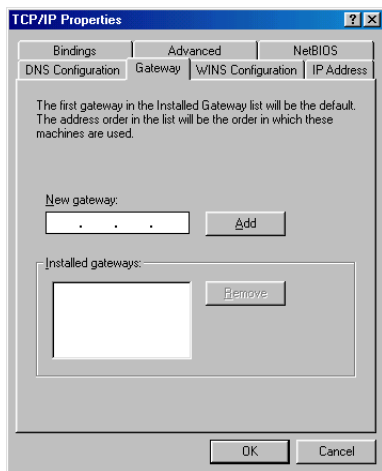 TCP/IP Properties
Bindings Advanced NetBIOS
DNS Configuration Gateway WINS Configuration IP Address
The first gateway in the Installed Gateway list will be the default.
The address order in the list will be the order in which these
machines are used.
New gateway:
. . . Add
Installed gateways:
Remove
OK Cancel